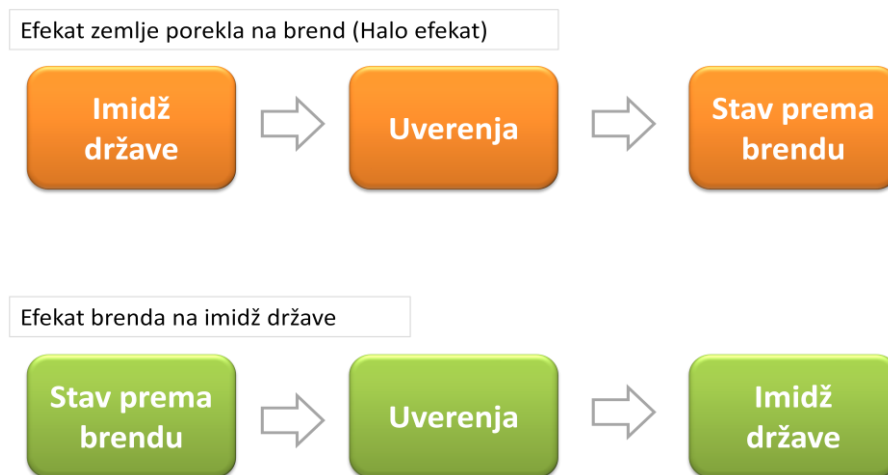 Efekat zemlje porekla na brend (Halo efekat)
Imidž
države
Uverenja
Stav prema
brendu
Efekat brenda na imidž države
Stav prema
brendu
Uverenja
Imidž
države